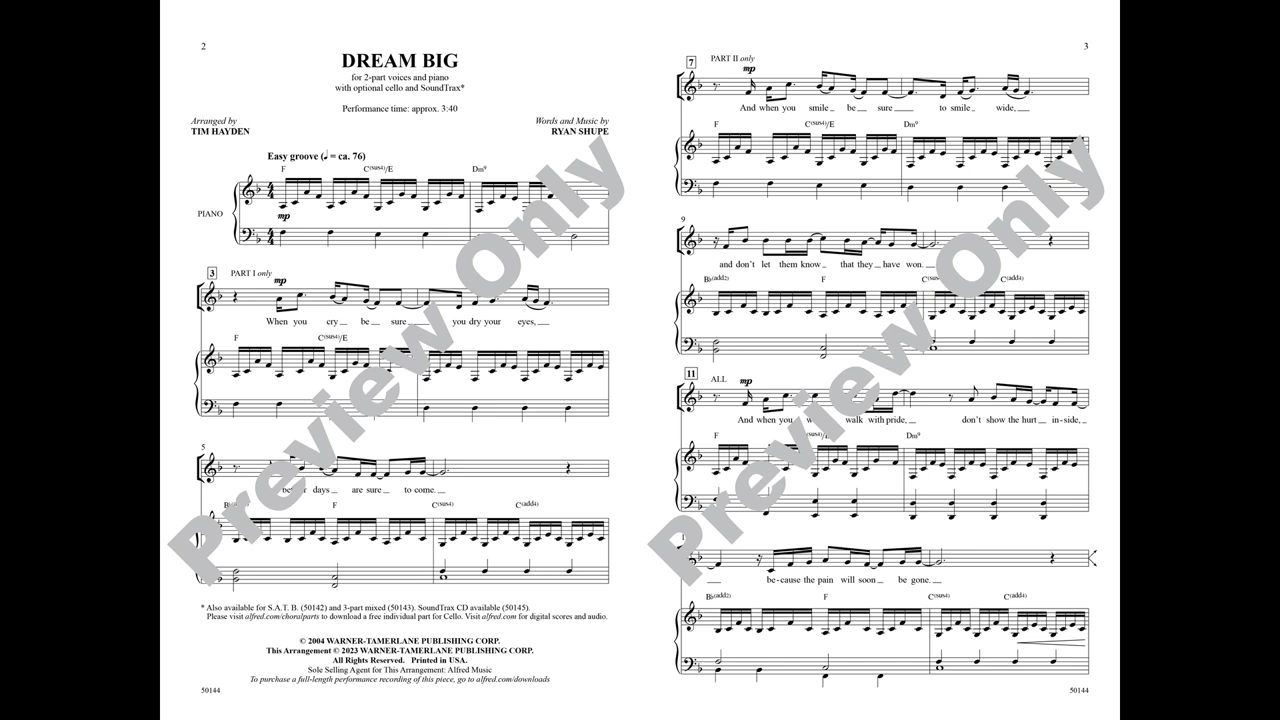 2
DREAM BIG
for 2-part voices and piano
with optional cello and SoundTrax*
Performance time: approx. 3:40
Arranged by
TIM HAYDEN
Words and Music by
RYAN SHUPE
Easy groove (♩ = ca. 76)
F C(sus4)/E Dm9
PIANO
mp
3 PART I only
mp
When you cry be sure you dry your eyes,
F C(sus4)/E
5
better days are sure to come.
F C(sus4) C(add4)
* Also available for S.A.T. B. (50142) and 3-part mixed (50143). SoundTrax CD available (50145).
Please visit alfred.com/choralparts to download a free individual part for Cello. Visit alfred.com for digital scores and audio.
© 2004 WARNER-TAMERLANE PUBLISHING CORP.
This Arrangement © 2023 WARNER-TAMERLANE PUBLISHING CORP.
All Rights Reserved. Printed in USA.
Sole Selling Agent for This Arrangement: Alfred Music
To purchase a full-length performance recording of this piece, go to alfred.com/downloads
50144
Preview Only
3
7 PART II only
mp
And when you smile be sure to smile wide,
F C(sus4)/E Dm9
9
and don't let them know that they have won.
B♭(add2) F C(sus4) C(add4)
11 ALL
mp
And when you walk with pride, don't show the hurt in-side,
F C(sus4)/E Dm9
be-cause the pain will soon be gone.
B♭(add2) F C(sus4) C(add4)
50144
Preview Only